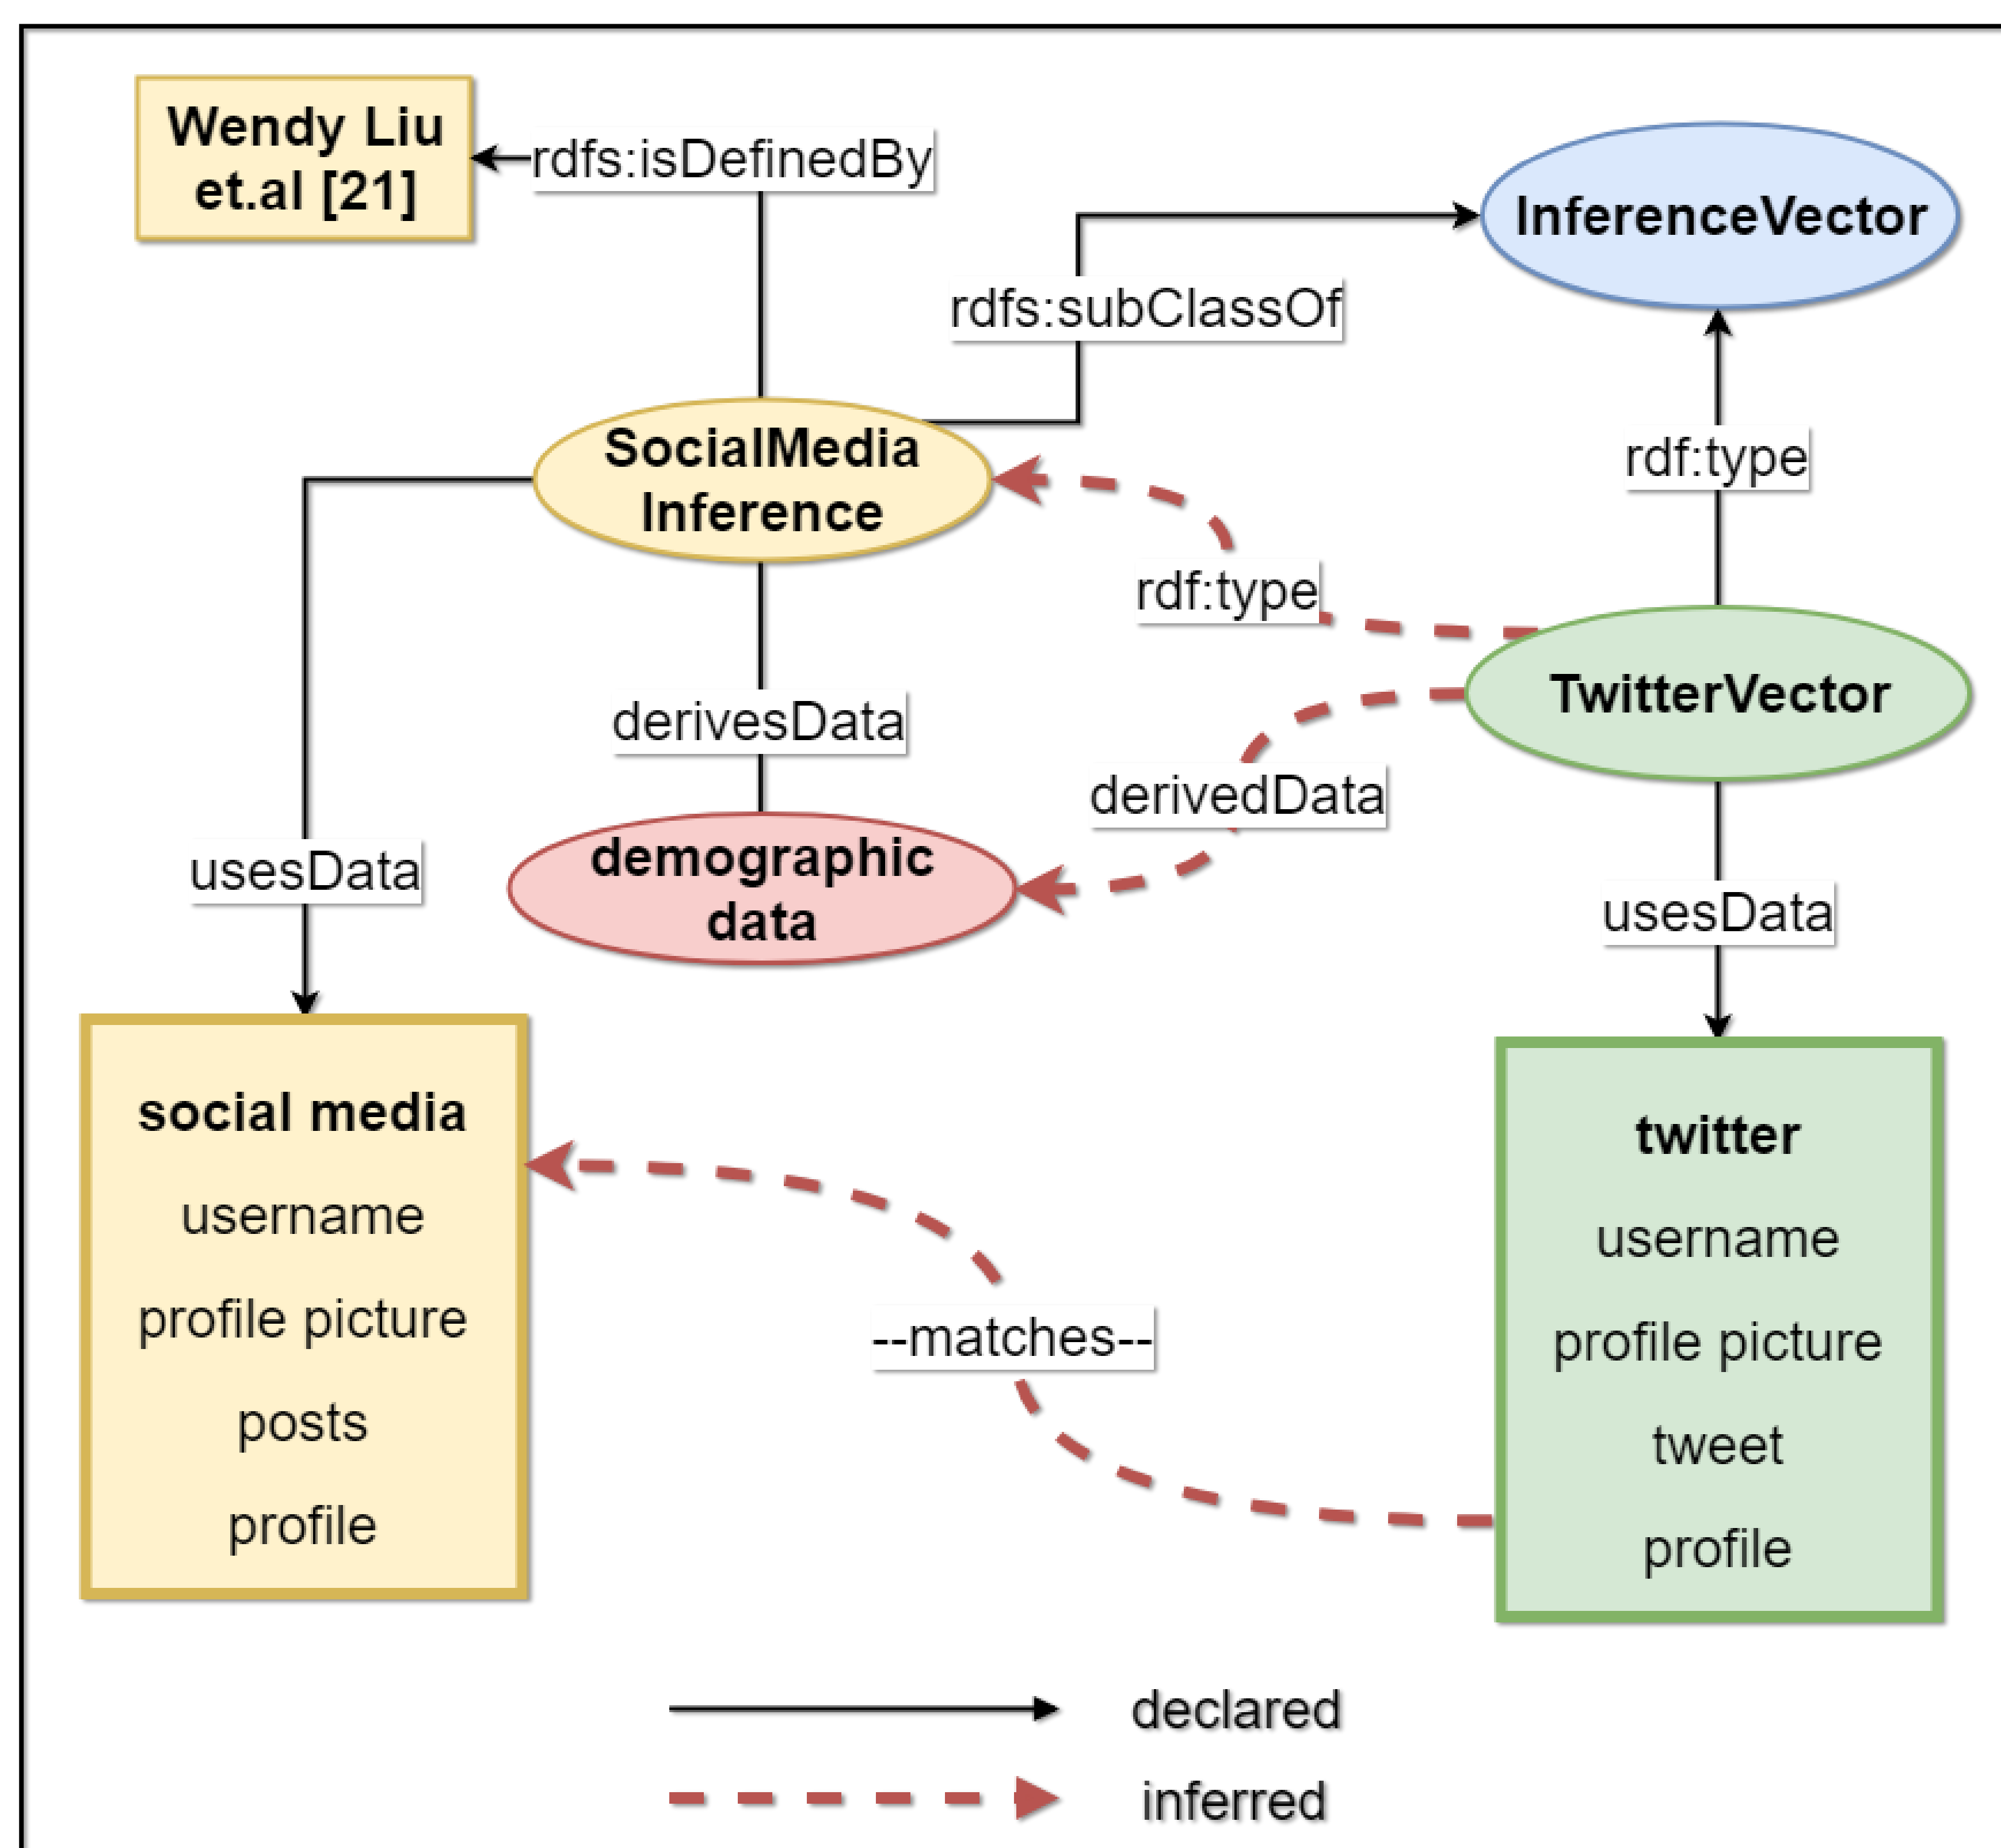 Wendy Liu
et.al [21]
rdfs:isDefinedBy
InferenceVector
rdfs:subClassOf
SocialMedia
Inference
rdf:type
rdf:type
TwitterVector
derivesData
derivedData
demographic
data
usesData
usesData
social media
username
profile picture
posts
profile
twitter
username
profile picture
tweet
profile
--matches--
declared
inferred